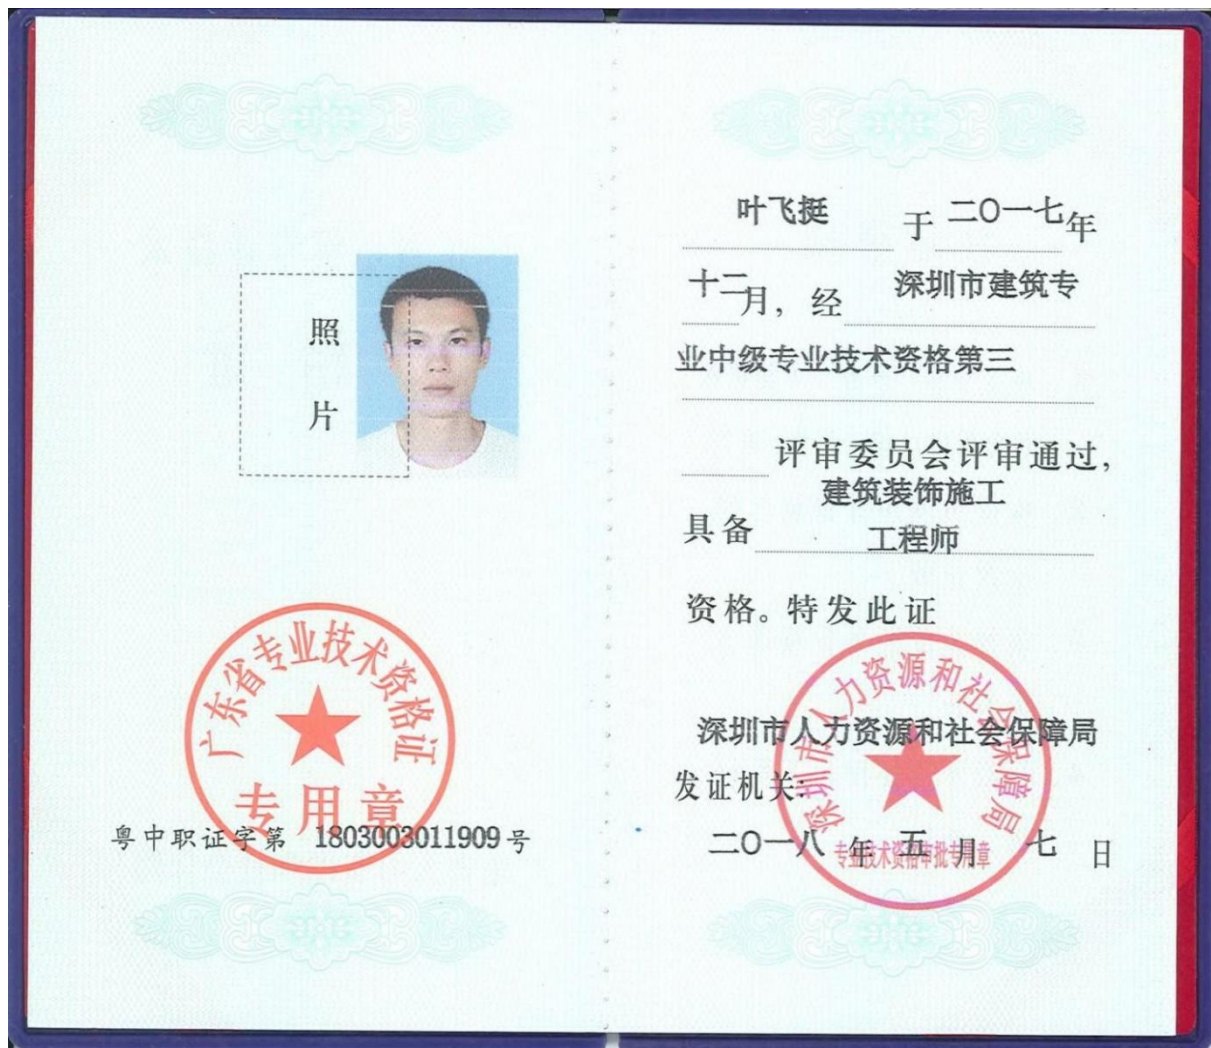 照
片
广东省专业技术资格证
专用章
粤中职证字第 1803003011909 号
叶飞挺 于 二〇一七 年
十二 月， 经 深圳市建筑专
业中级专业技术资格第三
评审委员会评审通过，
建筑装饰施工
具备 工程师
资格。特发此证
深圳市人力资源和社会保障局
深圳市人力资源和社会保障局
发证机关：
二〇一八 年 五 月 七 日
专业技术资格审批专用章